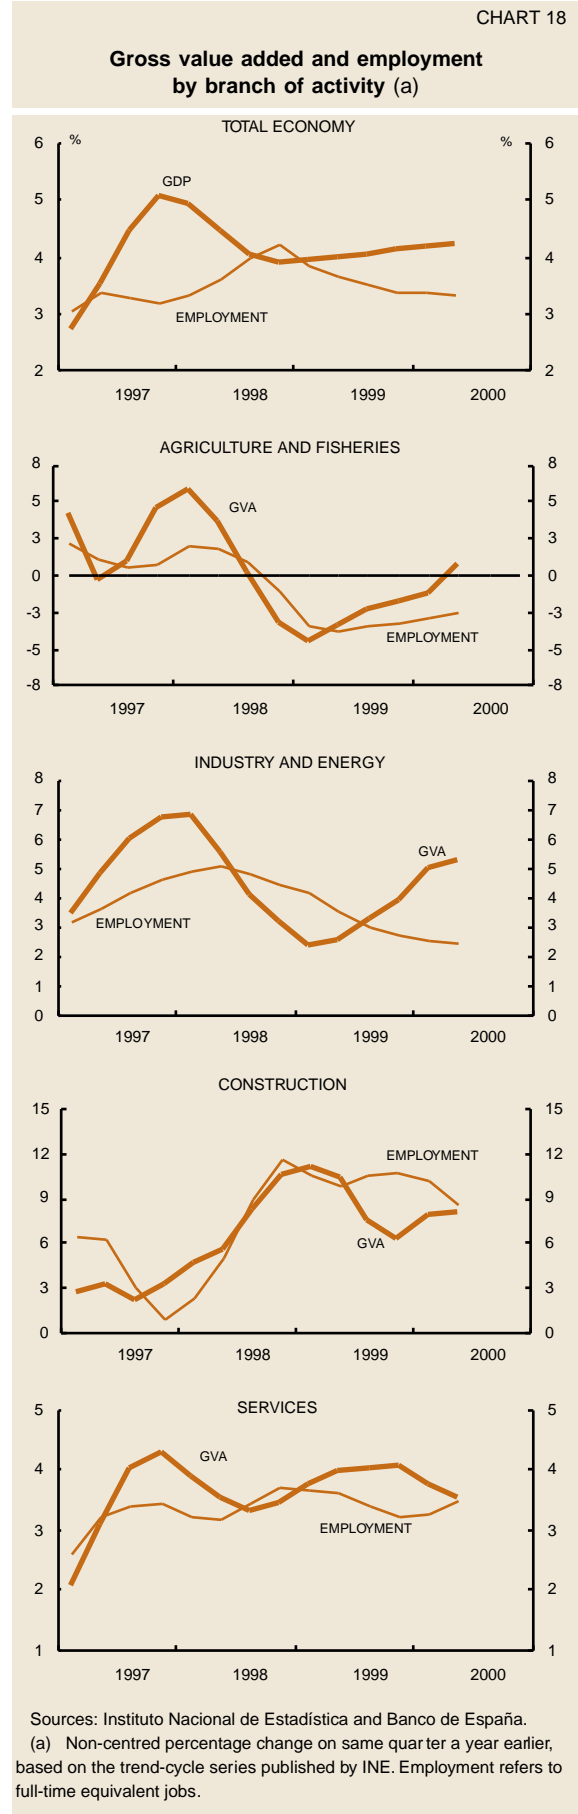 CHART 18
Gross value added and employment
by branch of activity (a)
TOTAL ECONOMY
% %
6 6
GDP
5 5
4 4
3 3
EMPLOYMENT
2 2
1997 1998 1999 2000
AGRICULTURE AND FISHERIES
8 8
5 5
GVA
3 3
0 0
-3 -3
EMPLOYMENT
-5 -5
-8 -8
1997 1998 1999 2000
INDUSTRY AND ENERGY
8 8
7 7
6 6
GVA
5 5
4 4
3 3
EMPLOYMENT
2 2
1 1
0 0
1997 1998 1999 2000
CONSTRUCTION
15 15
12 12
EMPLOYMENT
9 9
6 6
GVA
3 3
0 0
1997 1998 1999 2000
SERVICES
5 5
GVA
4 4
3 3
EMPLOYMENT
2 2
1 1
1997 1998 1999 2000
Sources: Instituto Nacional de Estadística and Banco de España.
(a) Non-centred percentage change on same quarter a year earlier,
based on the trend-cycle series published by INE. Employment refers to
full-time equivalent jobs.